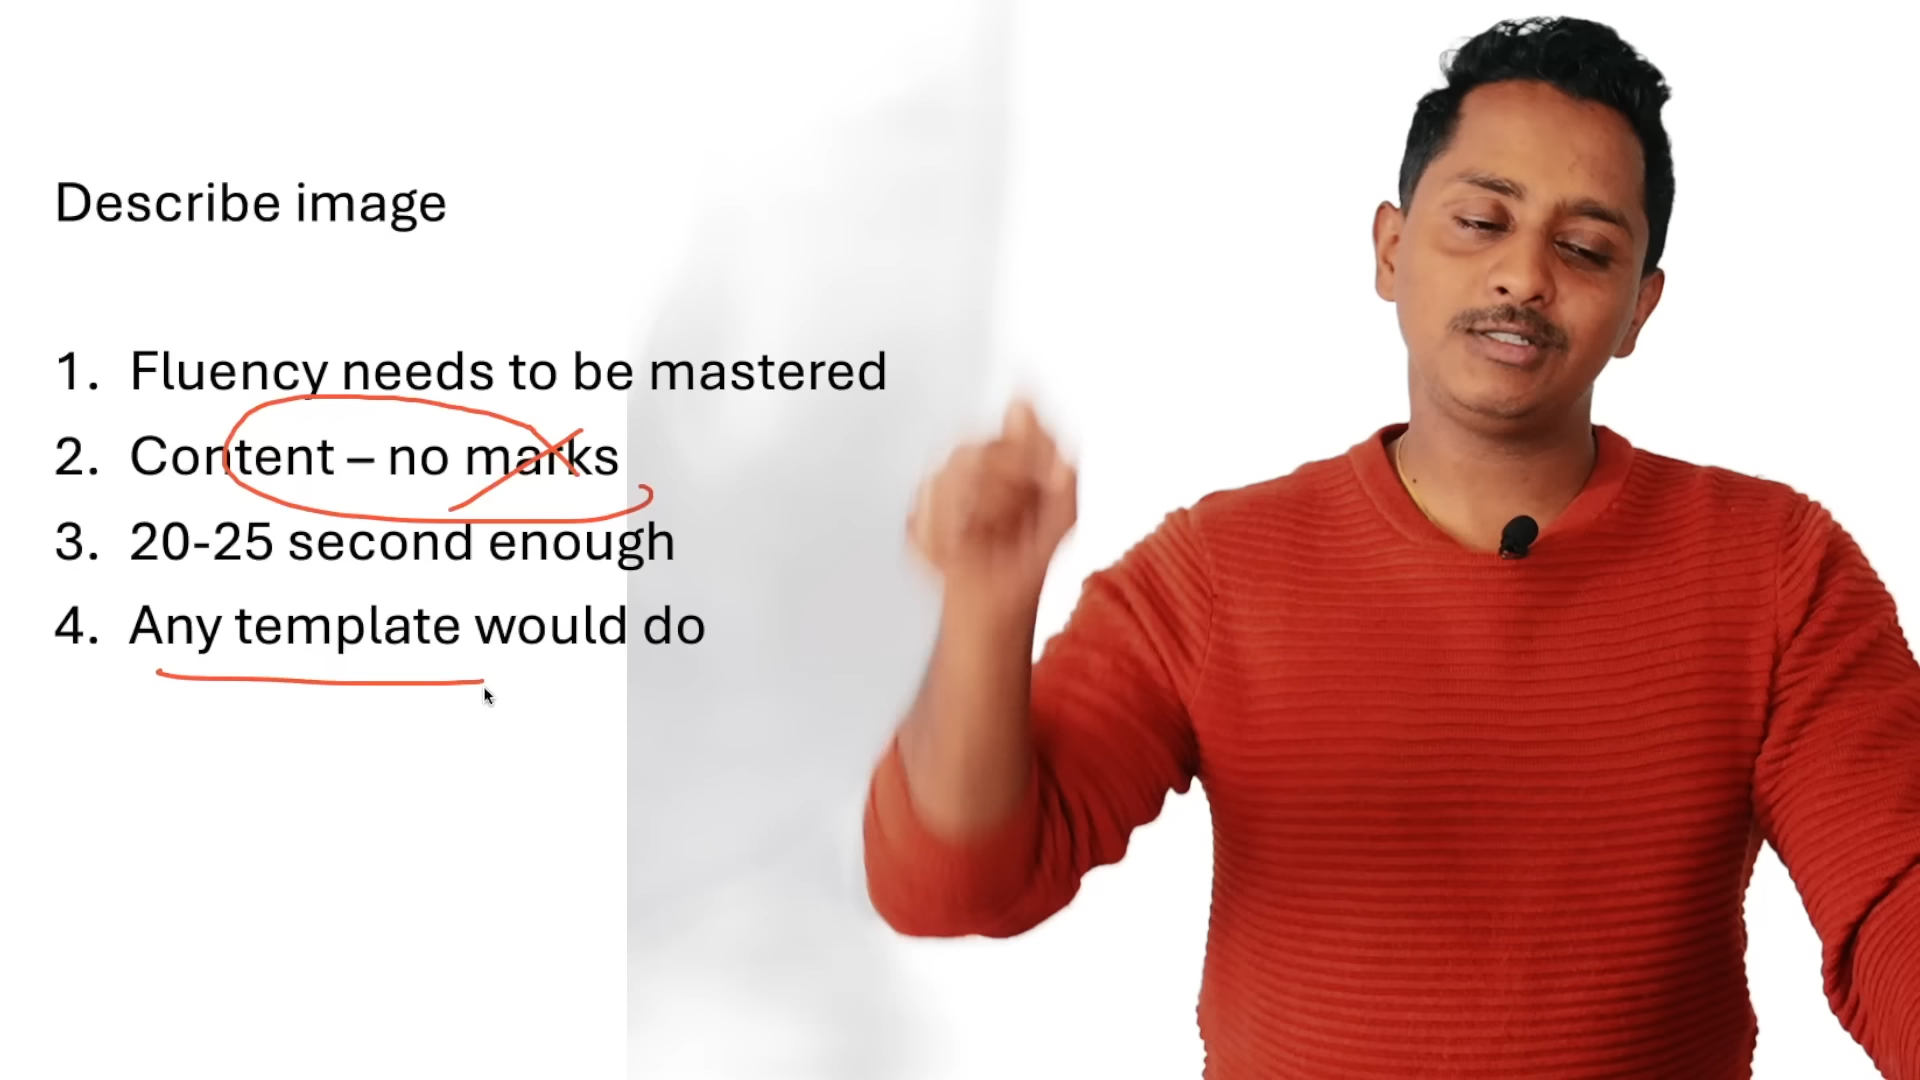 Describe image
1. Fluency needs to be mastered
2. Content – no marks
3. 20-25 second enough
4. Any template would do